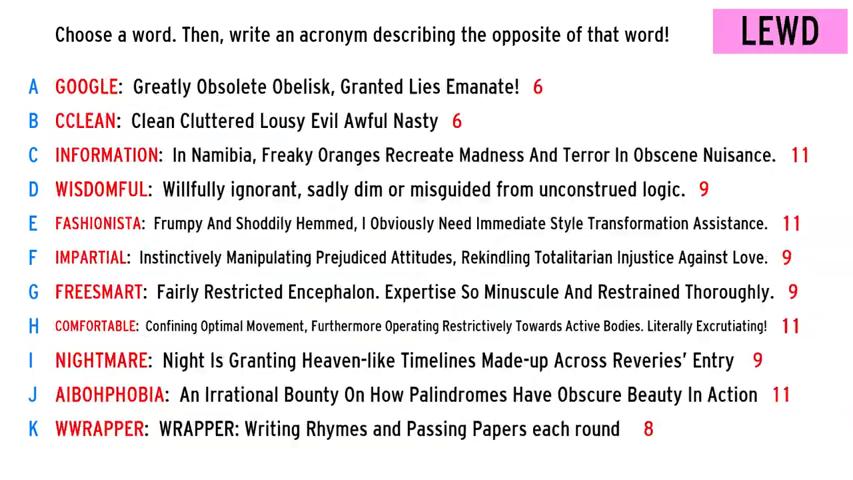 Choose a word. Then, write an acronym describing the opposite of that word!
LEWD
A GOOGLE: Greatly Obsolete Obelisk, Granted Lies Emanate! 6
B CCLEAN: Clean Cluttered Lousy Evil Awful Nasty 6
C INFORMATION: In Namibia, Freaky Oranges Recreate Madness And Terror In Obscene Nuisance. 11
D WISDOMFUL: Willfully ignorant, sadly dim or misguided from unconstrued logic. 9
E FASHIONISTA: Frumpy And Shoddily Hemmed, I Obviously Need Immediate Style Transformation Assistance. 11
F IMPARTIAL: Instinctively Manipulating Prejudiced Attitudes, Rekindling Totalitarian Injustice Against Love. 9
G FREESMART: Fairly Restricted Encephalon. Expertise So Minuscule And Restrained Thoroughly. 9
H COMFORTABLE: Confining Optimal Movement, Furthermore Operating Restrictively Towards Active Bodies. Literally Excrutiating! 11
I NIGHTMARE: Night Is Granting Heaven-like Timelines Made-up Across Reveries' Entry 9
J AIBOHPHOBIA: An Irrational Bounty On How Palindromes Have Obscure Beauty In Action 11
K WWRAPPER: WRAPPER: Writing Rhymes and Passing Papers each round 8